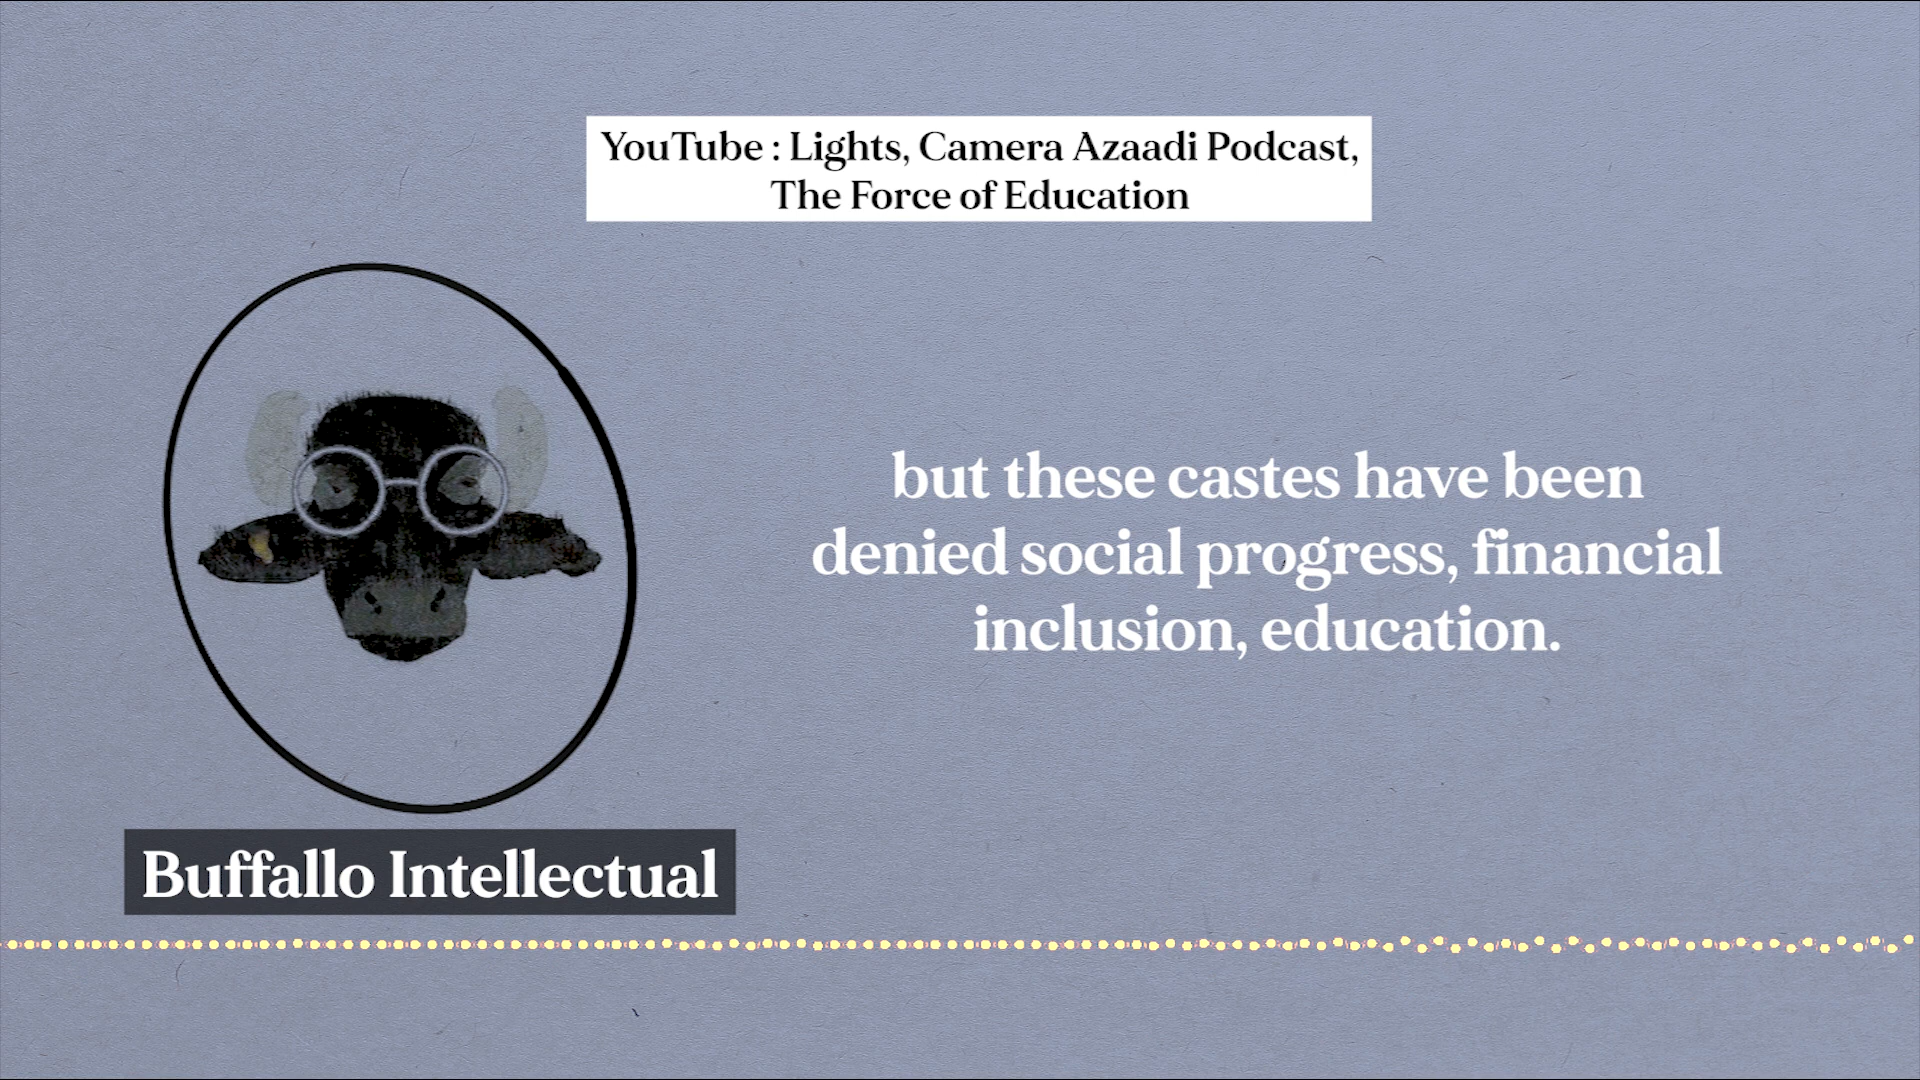 YouTube : Lights, Camera Azaadi Podcast,
The Force of Education
but these castes have been
denied social progress, financial
inclusion, education.
Buffallo Intellectual